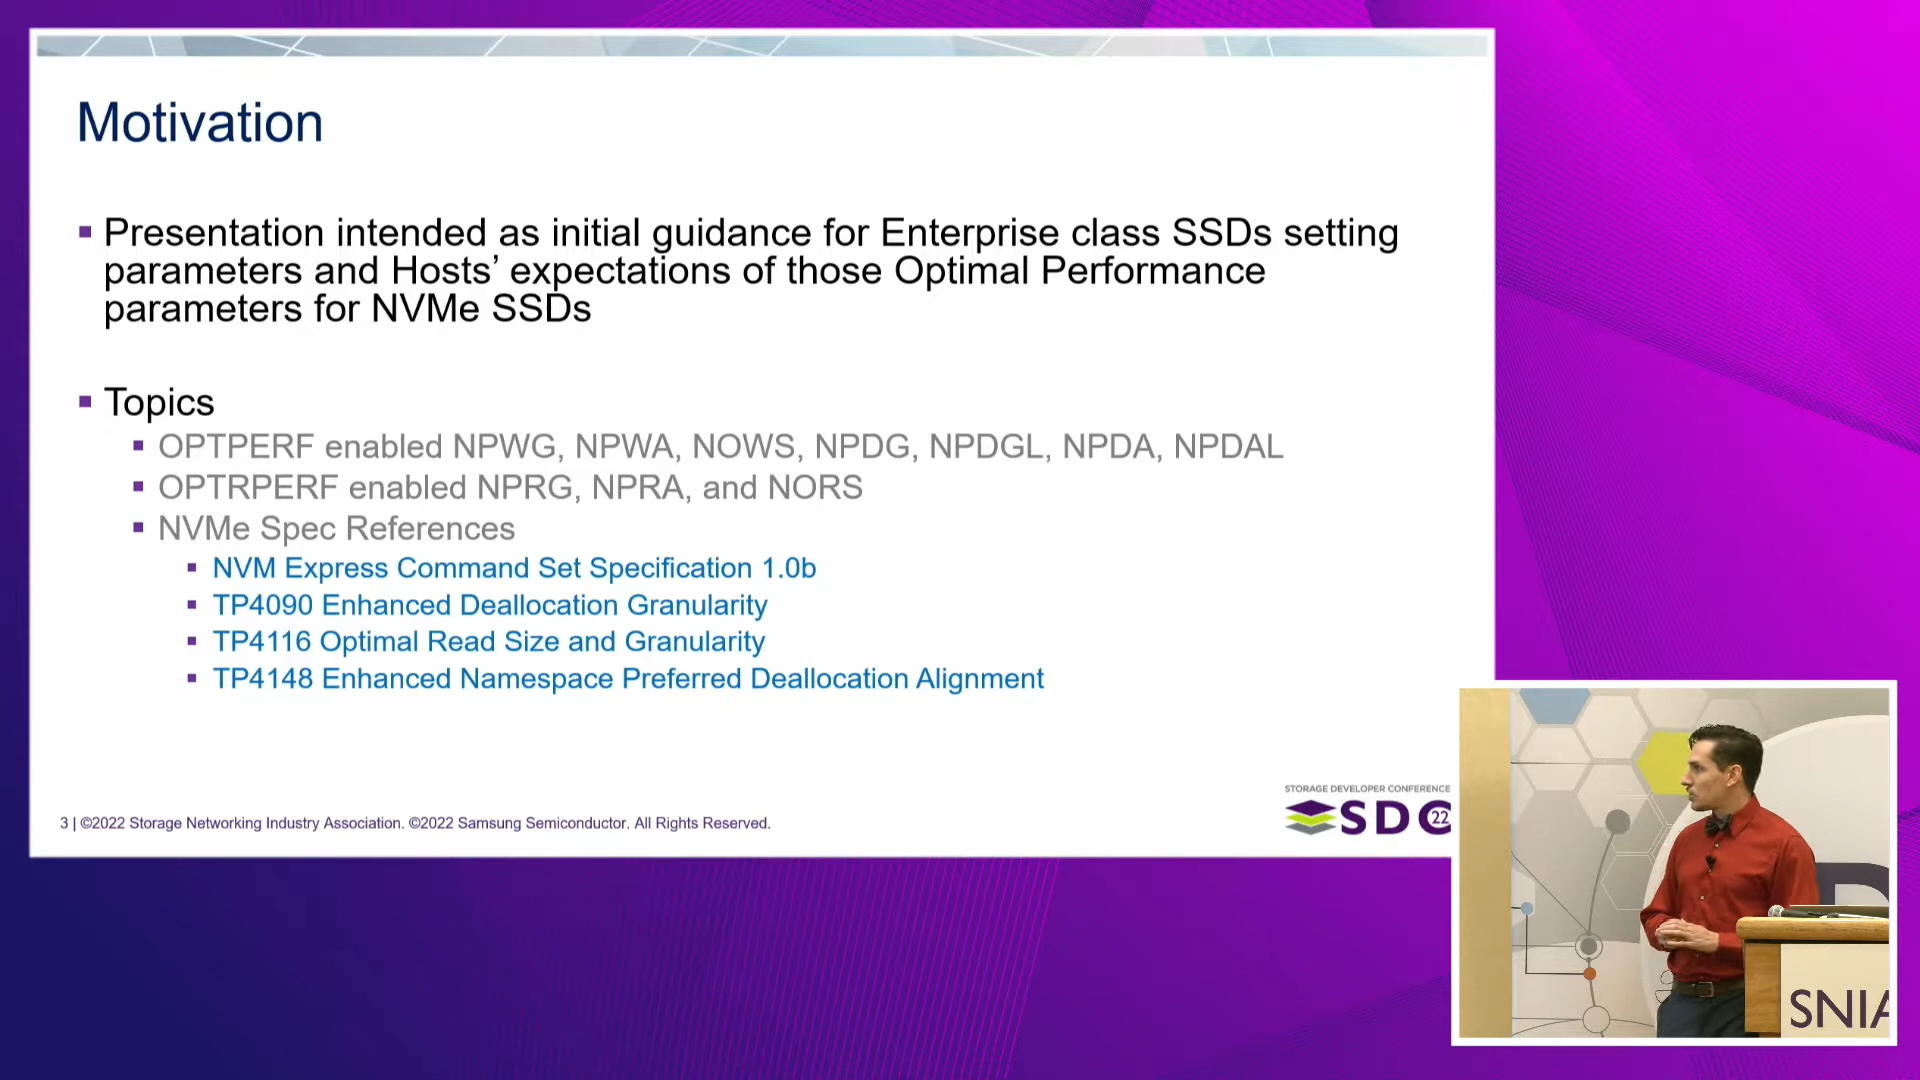 Motivation
Presentation intended as initial guidance for Enterprise class SSDs setting
parameters and Hosts’ expectations of those Optimal Performance
parameters for NVMe SSDs
Topics
OPTPERF enabled NPWG, NPWA, NOWS, NPDG, NPDGL, NPDA, NPDAL
OPTRPERF enabled NPRG, NPRA, and NORS
NVMe Spec References
NVM Express Command Set Specification 1.0b
TP4090 Enhanced Deallocation Granularity
TP4116 Optimal Read Size and Granularity
TP4148 Enhanced Namespace Preferred Deallocation Alignment
3 | ©2022 Storage Networking Industry Association. ©2022 Samsung Semiconductor. All Rights Reserved.
STORAGE DEVELOPER CONFERENCE
SDC 22
SNIA